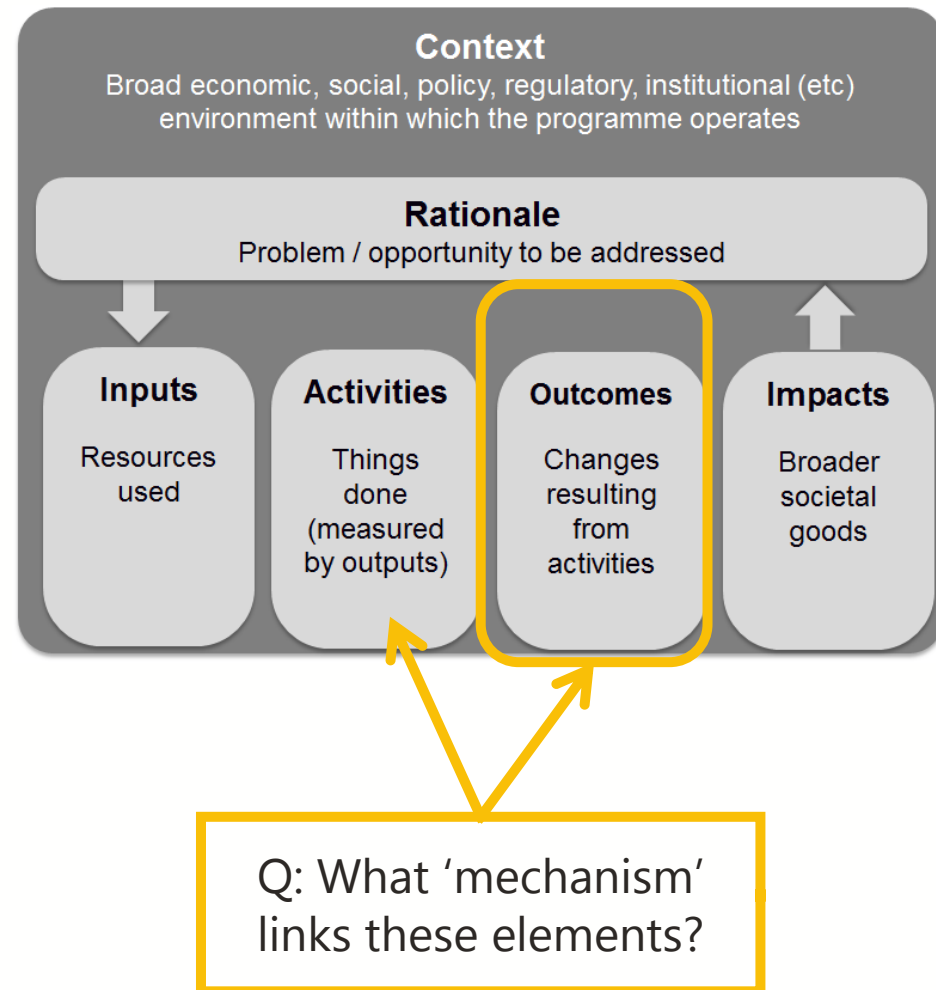 Context
Broad economic, social, policy, regulatory, institutional (etc)
environment within which the programme operates
Rationale
Problem / opportunity to be addressed
Inputs
Resources
used
Activities
Things
done
(measured
by outputs)
Outcomes
Changes
resulting
from
activities
Impacts
Broader
societal
goods
Q: What ‘mechanism’
links these elements?